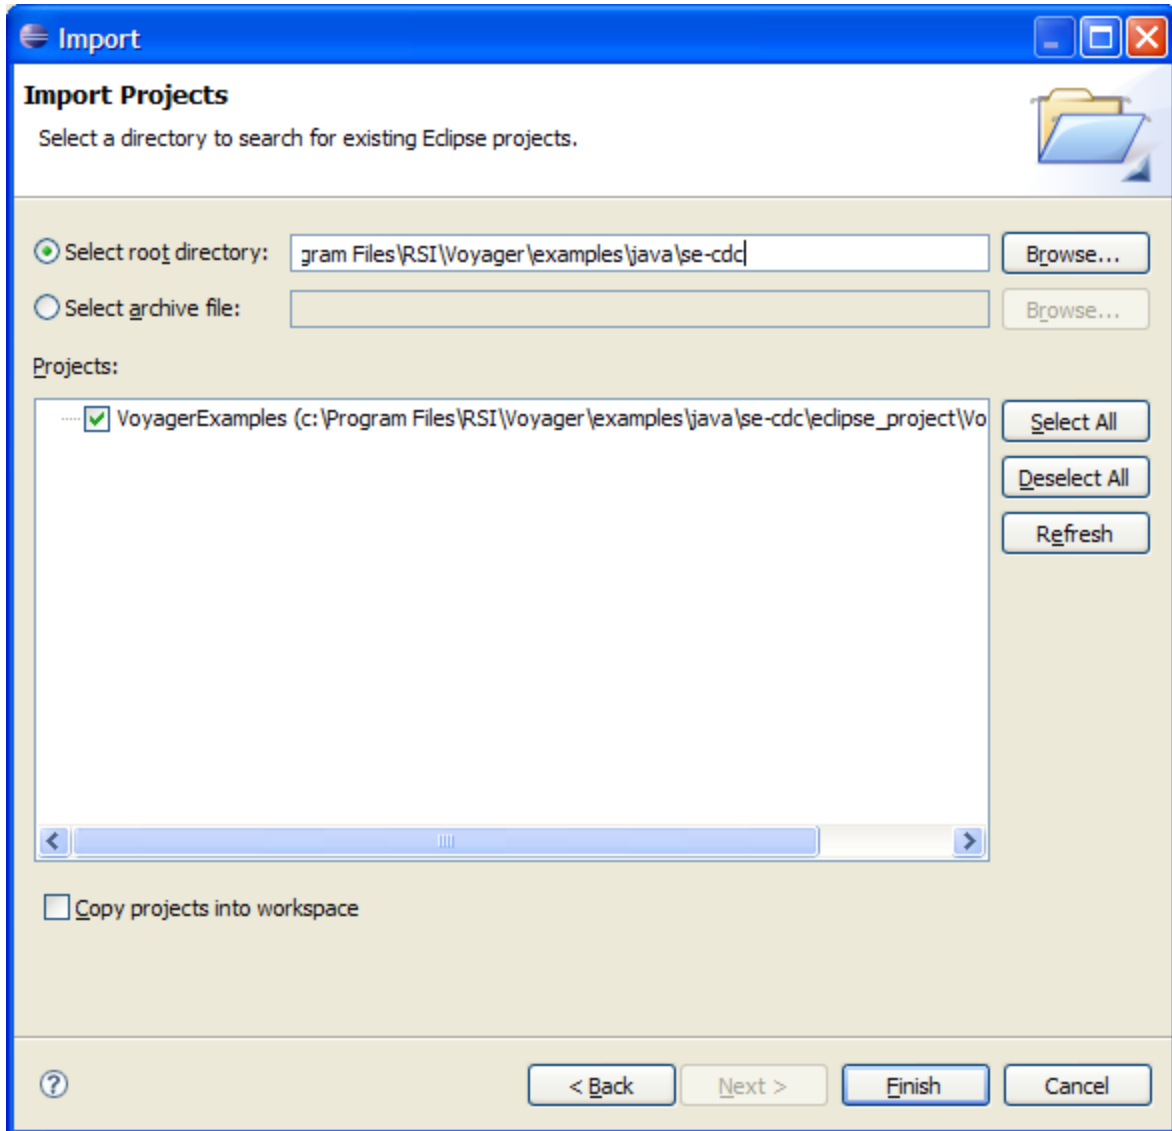 Import
Import Projects
Select a directory to search for existing Eclipse projects.
Select root directory: gram Files\RSI\Voyager\examples\java\se-cdc Browse...
Select archive file: Browse...
Projects:
VoyagerExamples (c:\Program Files\RSI\Voyager\examples\java\se-cdc\eclipse_project\Vo Select All
Deselect All
Refresh
Copy projects into workspace
? < Back Next > Finish Cancel